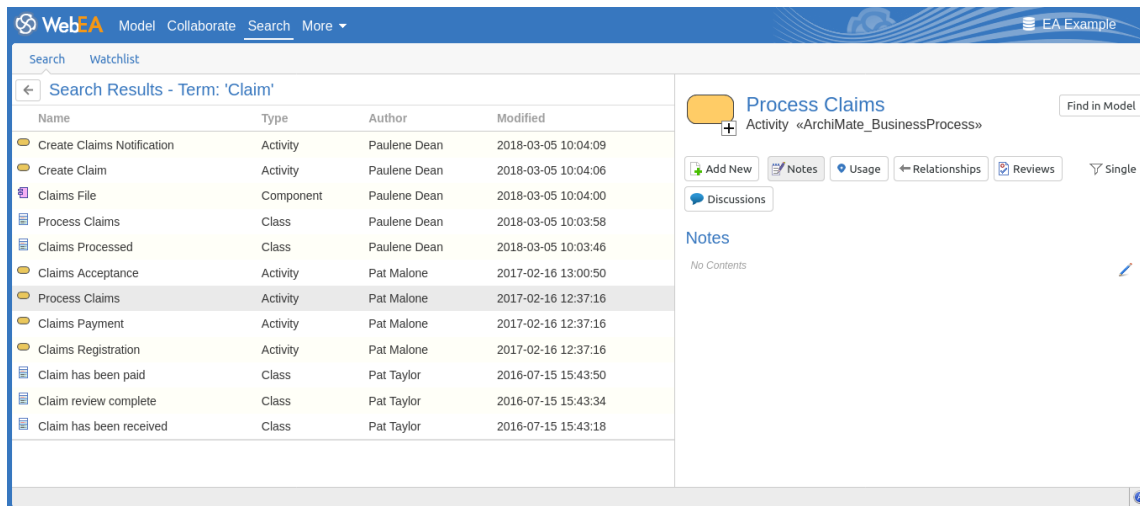 WebEA Model Collaborate Search More EA Example
Search Watchlist
Search Results - Term: 'Claim'
Name Type Author Modified
Create Claims Notification Activity Paulene Dean 2018-03-05 10:04:09
Create Claim Activity Paulene Dean 2018-03-05 10:04:06
Claims File Component Paulene Dean 2018-03-05 10:04:00
Process Claims Class Paulene Dean 2018-03-05 10:03:58
Claims Processed Class Paulene Dean 2018-03-05 10:03:46
Claims Acceptance Activity Pat Malone 2017-02-16 13:00:50
Process Claims Activity Pat Malone 2017-02-16 12:37:16
Claims Payment Activity Pat Malone 2017-02-16 12:37:16
Claims Registration Activity Pat Malone 2017-02-16 12:37:16
Claim has been paid Class Pat Taylor 2016-07-15 15:43:50
Claim review complete Class Pat Taylor 2016-07-15 15:43:34
Claim has been received Class Pat Taylor 2016-07-15 15:43:18
Process Claims Find in Model
Activity «ArchiMate_BusinessProcess»
Add New Notes Usage Relationships Reviews Single
Discussions
Notes
No Contents